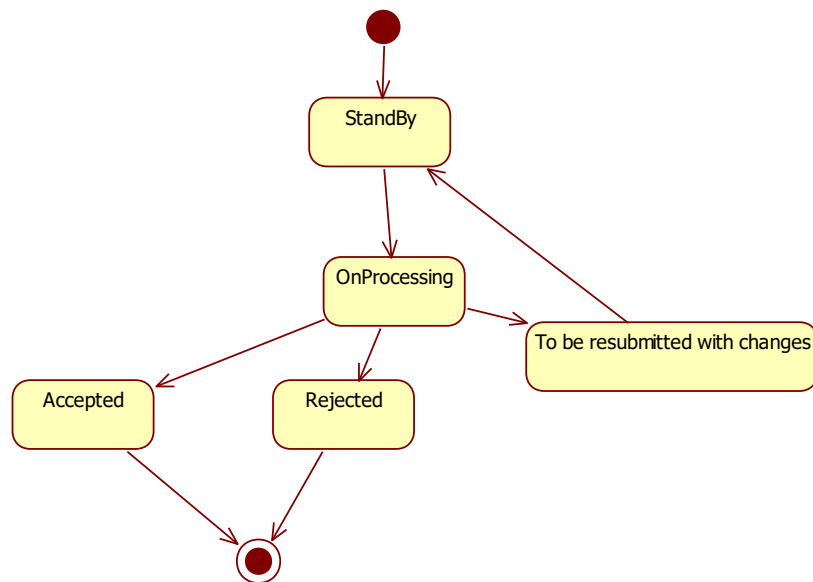 StandBy
OnProcessing
To be resubmitted with changes
Accepted
Rejected